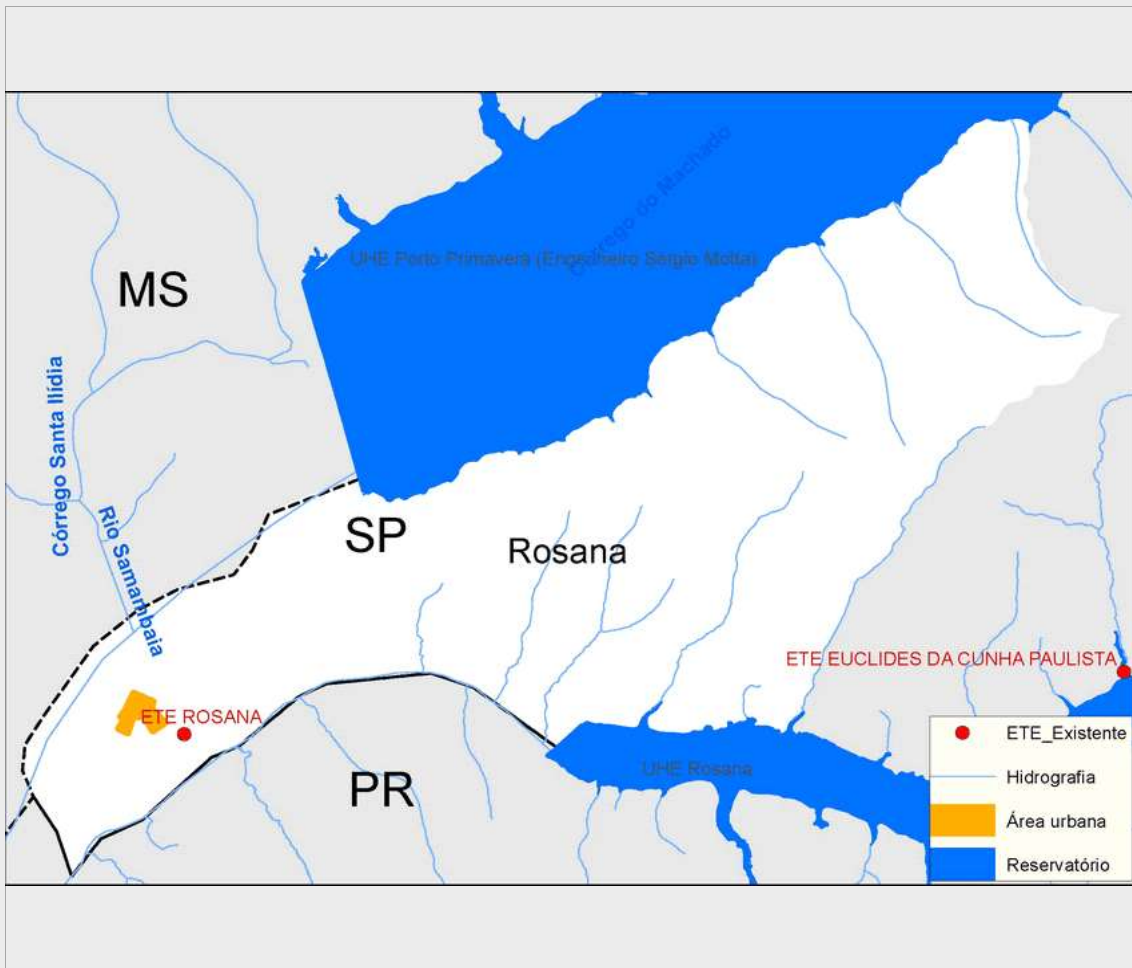 Córrego do Machado
UHE Porto Primavera (Engenheiro Sérgio Motta)
MS
Córrego Santa Ilídia
Rio Samambaia
SP
Rosana
ETE EUCLIDES DA CUNHA PAULISTA
ETE ROSANA
PR
UHE Rosana
ETE_Existente
Hidrografia
Área urbana
Reservatório